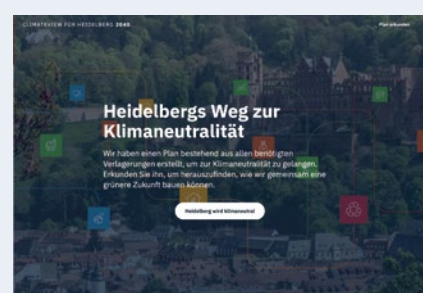 CLIMATEVIEW FÜR HEIDELBERG 2040
Plan erkunden
Heidelbergs Weg zur
Klimaneutralität
Wir haben einen Plan bestehend aus allen benötigten
Verlagerungen erstellt, um zur Klimaneutralität zu gelangen.
Erkunden Sie ihn, um herauszufinden, wie wir gemeinsam eine
grünere Zukunft bauen können.
Heidelberg wird klimaneutral